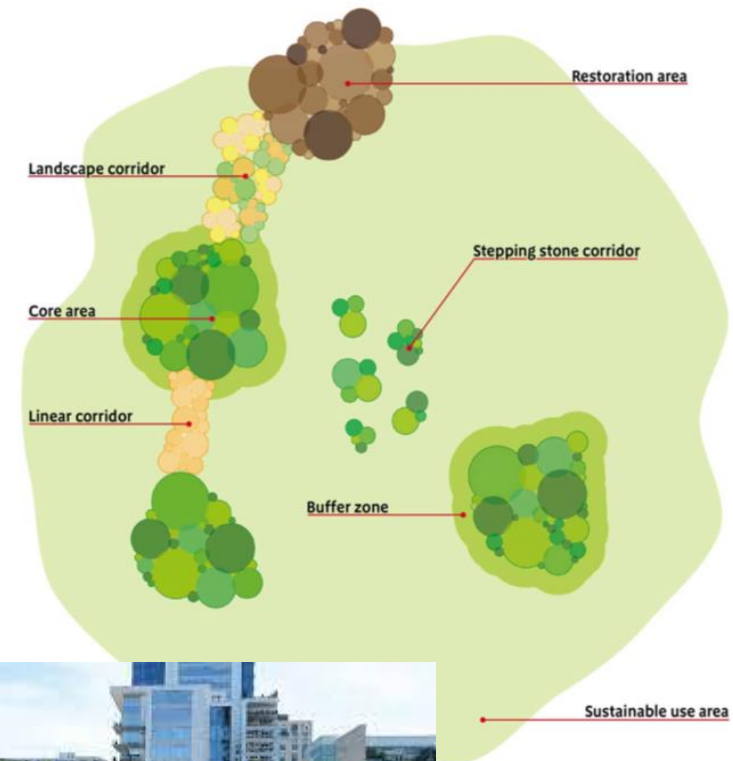 Restoration area
Landscape corridor
Stepping stone corridor
Core area
Linear corridor
Buffer zone
Sustainable use area